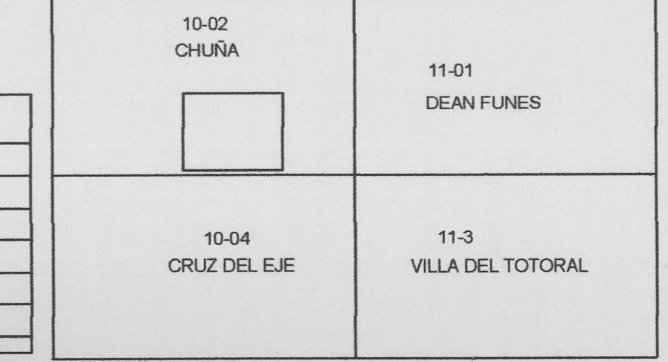 10-02
CHUÑA
11-01
DEAN FUNES
10-04
CRUZ DEL EJE
11-3
VILLA DEL TOTORAL